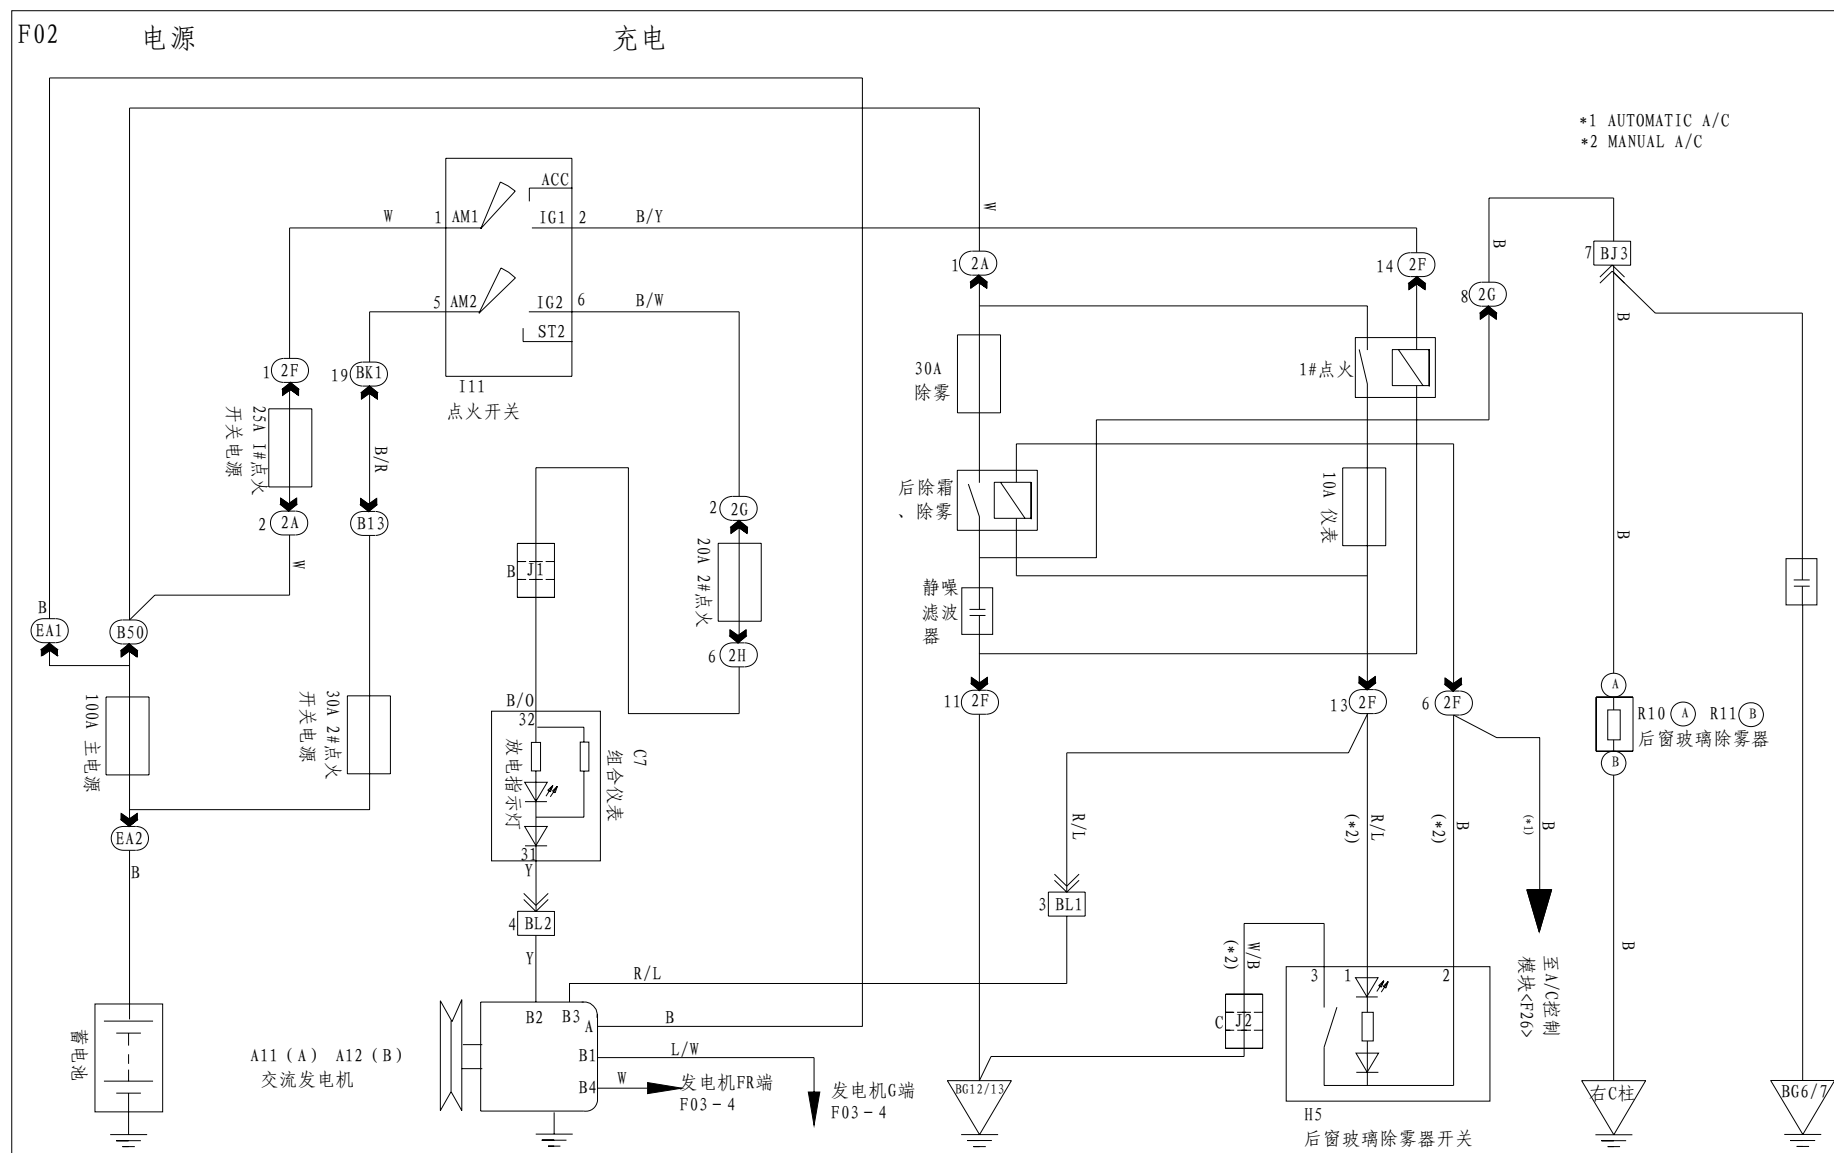 F02 电源 充电
*1 AUTOMATIC A/C
*2 MANUAL A/C
ACC
W 1 AM1 IG1 2 B/Y
W
B
7 BJ3
1 2A
14 2F
8 2G
5 AM2 IG2 6 B/W
ST2
B
1 2F
19 BK1
I11
点火开关
30A
除雾
1#点火
25A I#点火
开关电源
B/R
后除霜
、除雾
10A 仪表
2 2A
B13
2 2G
B
W
B J1
20A 2#点火
静噪
滤波
器
B
EA1
B50
6 2H
100A 主电源
30A 2#点火
开关电源
B/O
32
放电指示灯
C7
组合仪表
31
Y
11 2F
13 2F
6 2F
A
R10 A R11 B
后窗玻璃除雾器
B
EA2
B
R/L
R/L
(*2)
B
(*2)
B
(*1)
4 BL2
Y
3 BL1
R/L
W/B
(*2)
B
至A/C控制
模块<F26>
3 1 2
蓄电池
B2 B3 A B
C J2
A11（A） A12（B）
交流发电机
B1 L/W
B4 W
发电机FR端
F03-4
发电机G端
F03-4
BG12/13
右C柱
BG6/7
H5
后窗玻璃除雾器开关